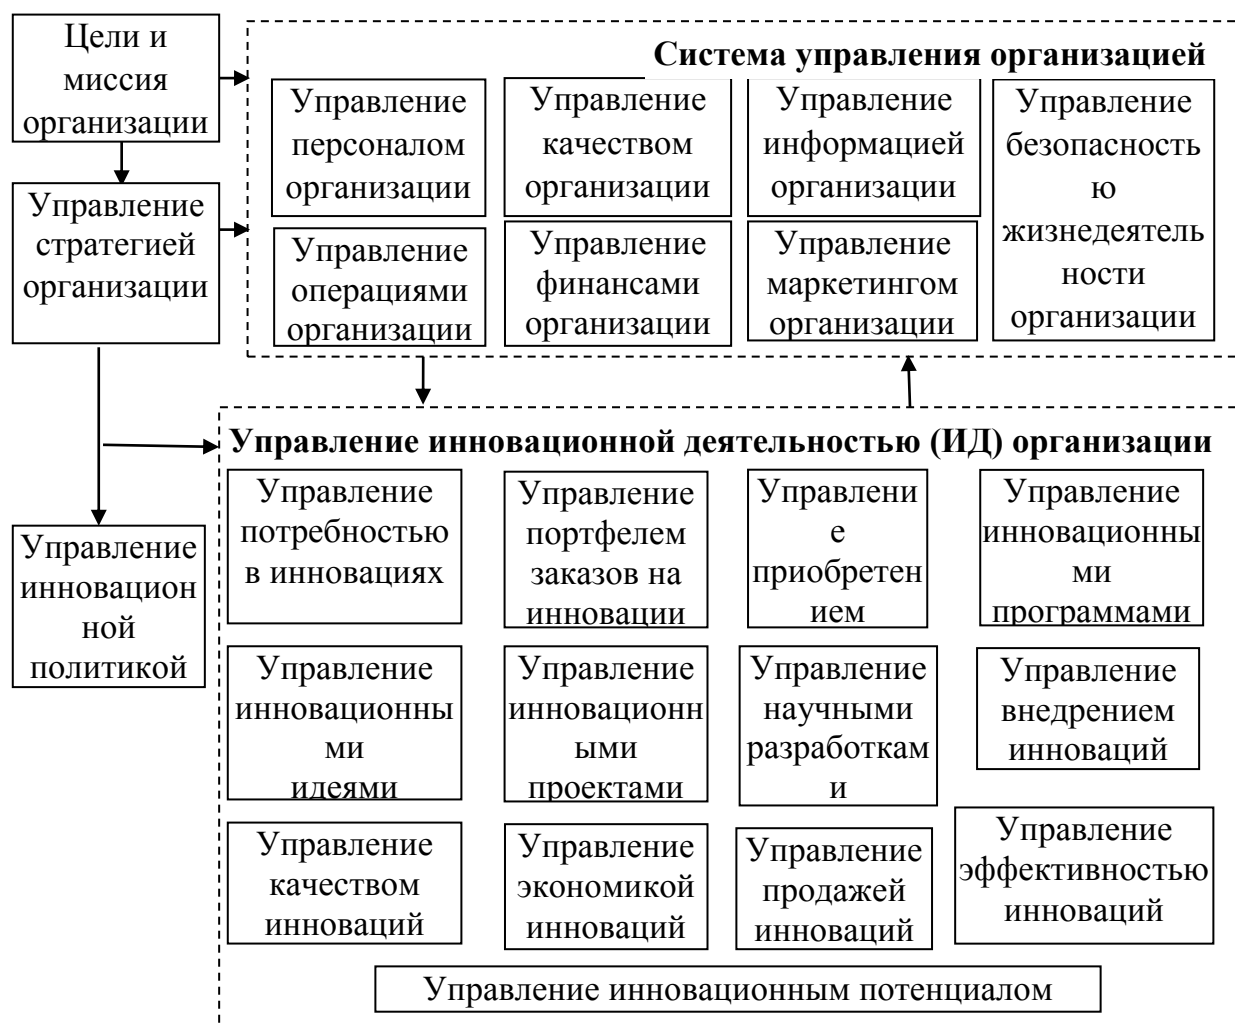 Цели и
миссия
организации
Управление
стратегией
организации
Управление
инновацион
ной
политикой
Система управления организацией
Управление
персоналом
организации
Управление
качеством
организации
Управление
информацией
организации
Управление
безопасность
ю
жизнедеятель
ности
организации
Управление
операциями
организации
Управление
финансами
организации
Управление
маркетингом
организации
Управление инновационной деятельностью (ИД) организации
Управление
потребностью
в инновациях
Управление
портфелем
заказов на
инновации
Управлени
е
приобретен
ием
Управление
инновационны
ми
программами
Управление
инновационны
ми
идеями
Управление
инновационн
ыми
проектами
Управление
научными
разработкам
и
Управление
внедрением
инноваций
Управление
качеством
инноваций
Управление
экономикой
инноваций
Управление
продажей
инноваций
Управление
эффективностью
инноваций
Управление инновационным потенциалом